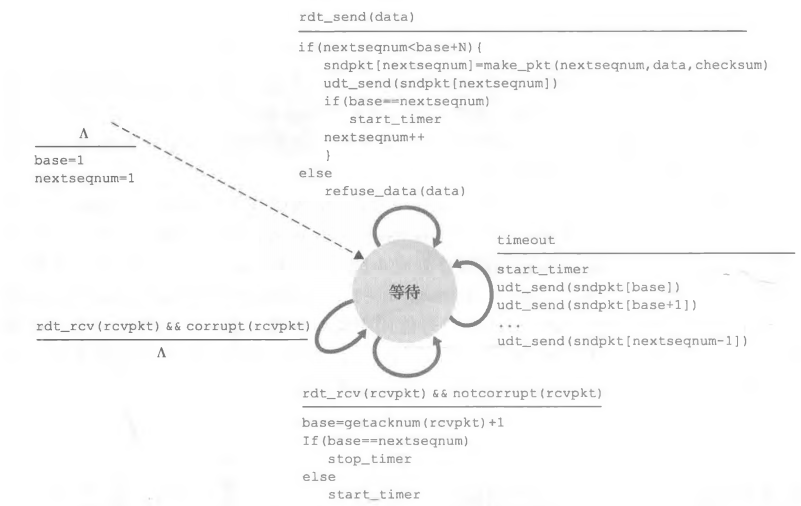 rdt_send(data)
if(nextseqnum<base+N){
sndpkt[nextseqnum]=make_pkt(nextseqnum,data,checksum)
udt_send(sndpkt[nextseqnum])
if(base==nextseqnum)
start_timer
nextseqnum++
}
else
refuse_data(data)
Λ
base=1
nextseqnum=1
等待
timeout
start_timer
udt_send(sndpkt[base])
udt_send(sndpkt[base+1])
...
udt_send(sndpkt[nextseqnum-1])
rdt_rcv(rcvpkt) && corrupt(rcvpkt)
Λ
rdt_rcv(rcvpkt) && notcorrupt(rcvpkt)
base=getacknum(rcvpkt)+1
If(base==nextseqnum)
stop_timer
else
start_timer